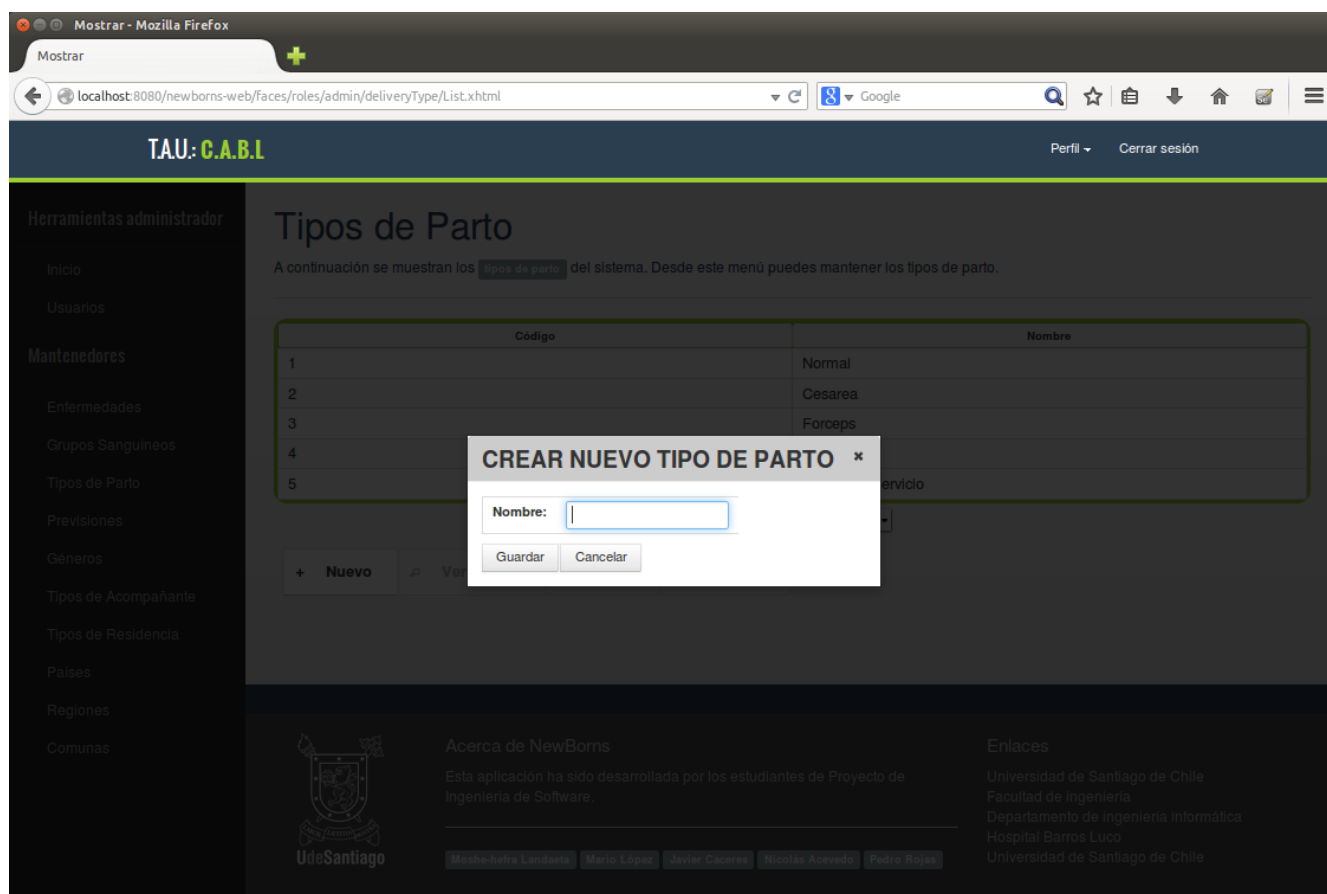 Mostrar - Mozilla Firefox
Mostrar
localhost:8080/newborns-web/faces/roles/admin/deliveryType/List.xhtml
Google
T.A.U.: C.A.B.L
Perfil
Cerrar sesión
Herramientas administrador
Inicio
Usuarios
Mantenedores
Enfermedades
Grupos Sanguineos
Tipos de Parto
Previsiones
Géneros
Tipos de Acompañante
Tipos de Residencia
Países
Regiones
Comunas
Tipos de Parto
A continuación se muestran los tipos de parto del sistema. Desde este menú puedes mantener los tipos de parto.
Código Nombre
1 Normal
2 Cesarea
3 Forceps
4
5 ervicio
CREAR NUEVO TIPO DE PARTO
Nombre:
Guardar Cancelar
+ Nuevo Ver
UdeSantiago
Acerca de NewBorns
Esta aplicación ha sido desarrollada por los estudiantes de Proyecto de
Ingeniería de Software.
Moshe-hefra Landaeta Mario López Javier Cáceres Nicolás Acevedo Pedro Rojas
Enlaces
Universidad de Santiago de Chile
Facultad de ingeniería
Departamento de ingeniería informática
Hospital Barros Luco
Universidad de Santiago de Chile